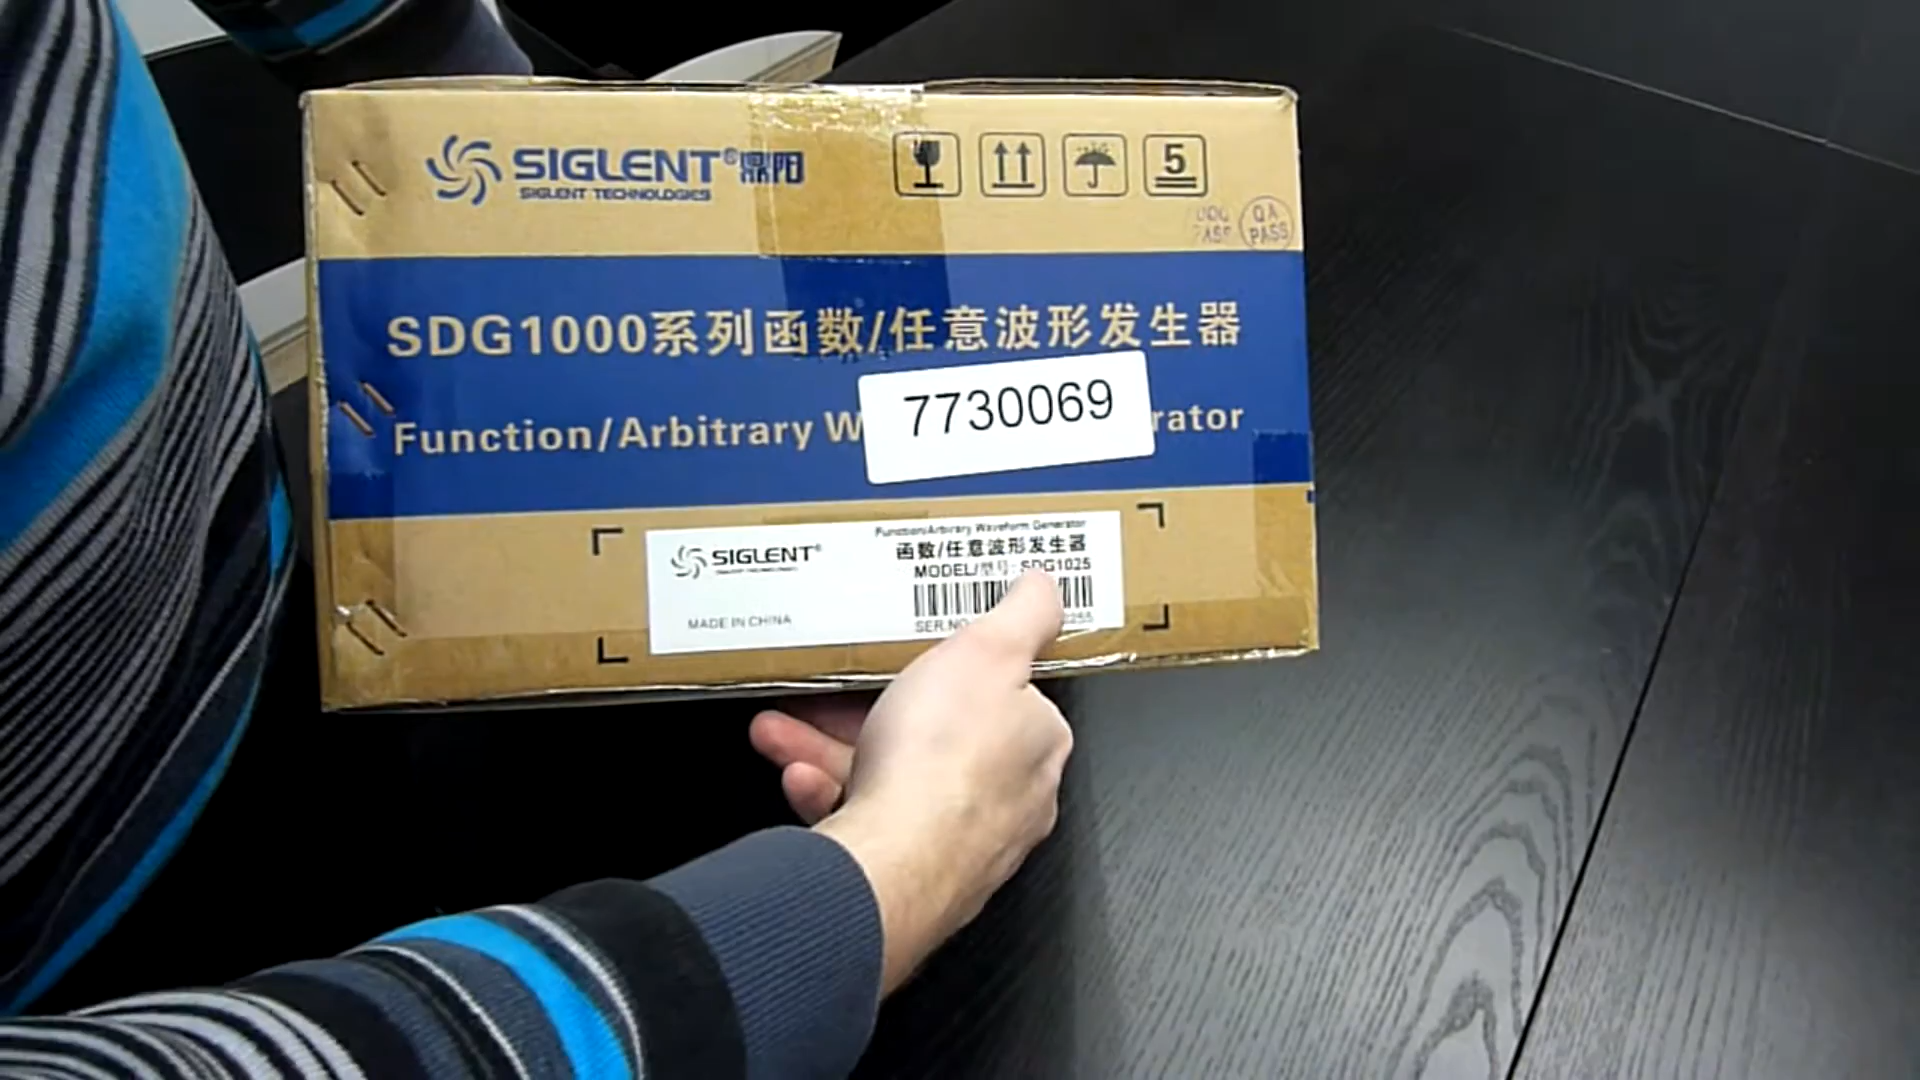 SIGLENT®鼎阳
SIGLENT TECHNOLOGIES
5
QA
PASS
SDG1000系列函数/任意波形发生器
7730069
Function/Arbitrary W rator
Function/Arbitrary Waveform Generator
SIGLENT®
函数/任意波形发生器
MODEL/型号: SDG1025
MADE IN CHINA
SER.NO